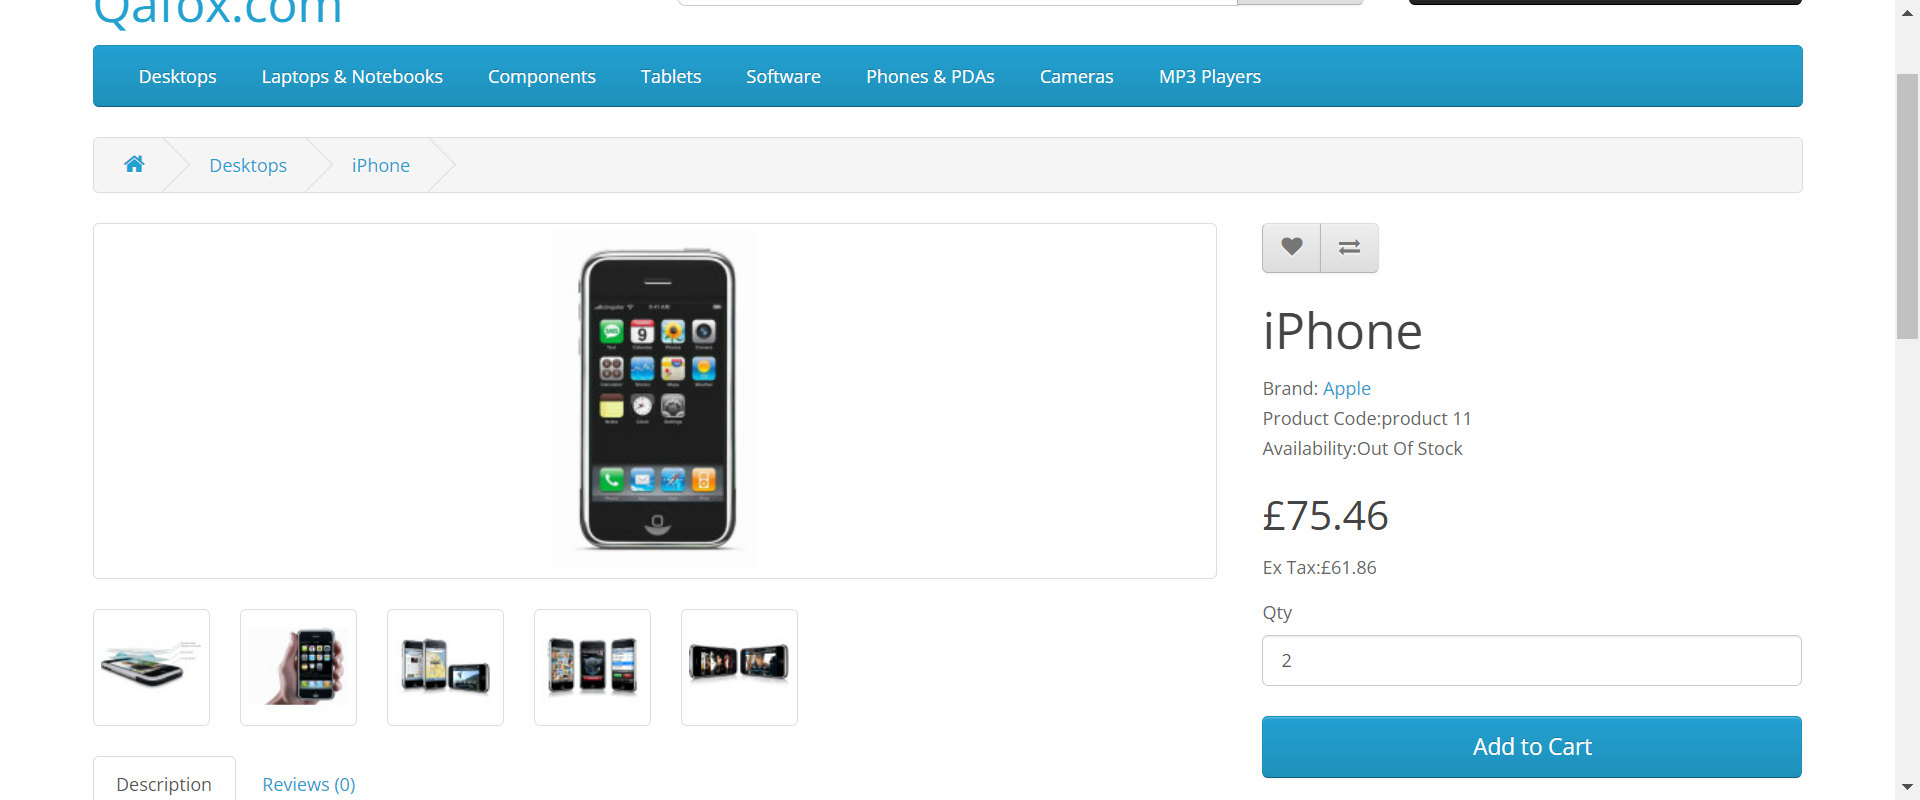 Qafox.com
Desktops Laptops & Notebooks Components Tablets Software Phones & PDAs Cameras MP3 Players
Desktops iPhone
iPhone
Brand: Apple
Product Code:product 11
Availability:Out Of Stock
£75.46
Ex Tax:£61.86
Qty
2
Add to Cart
Description Reviews (0)